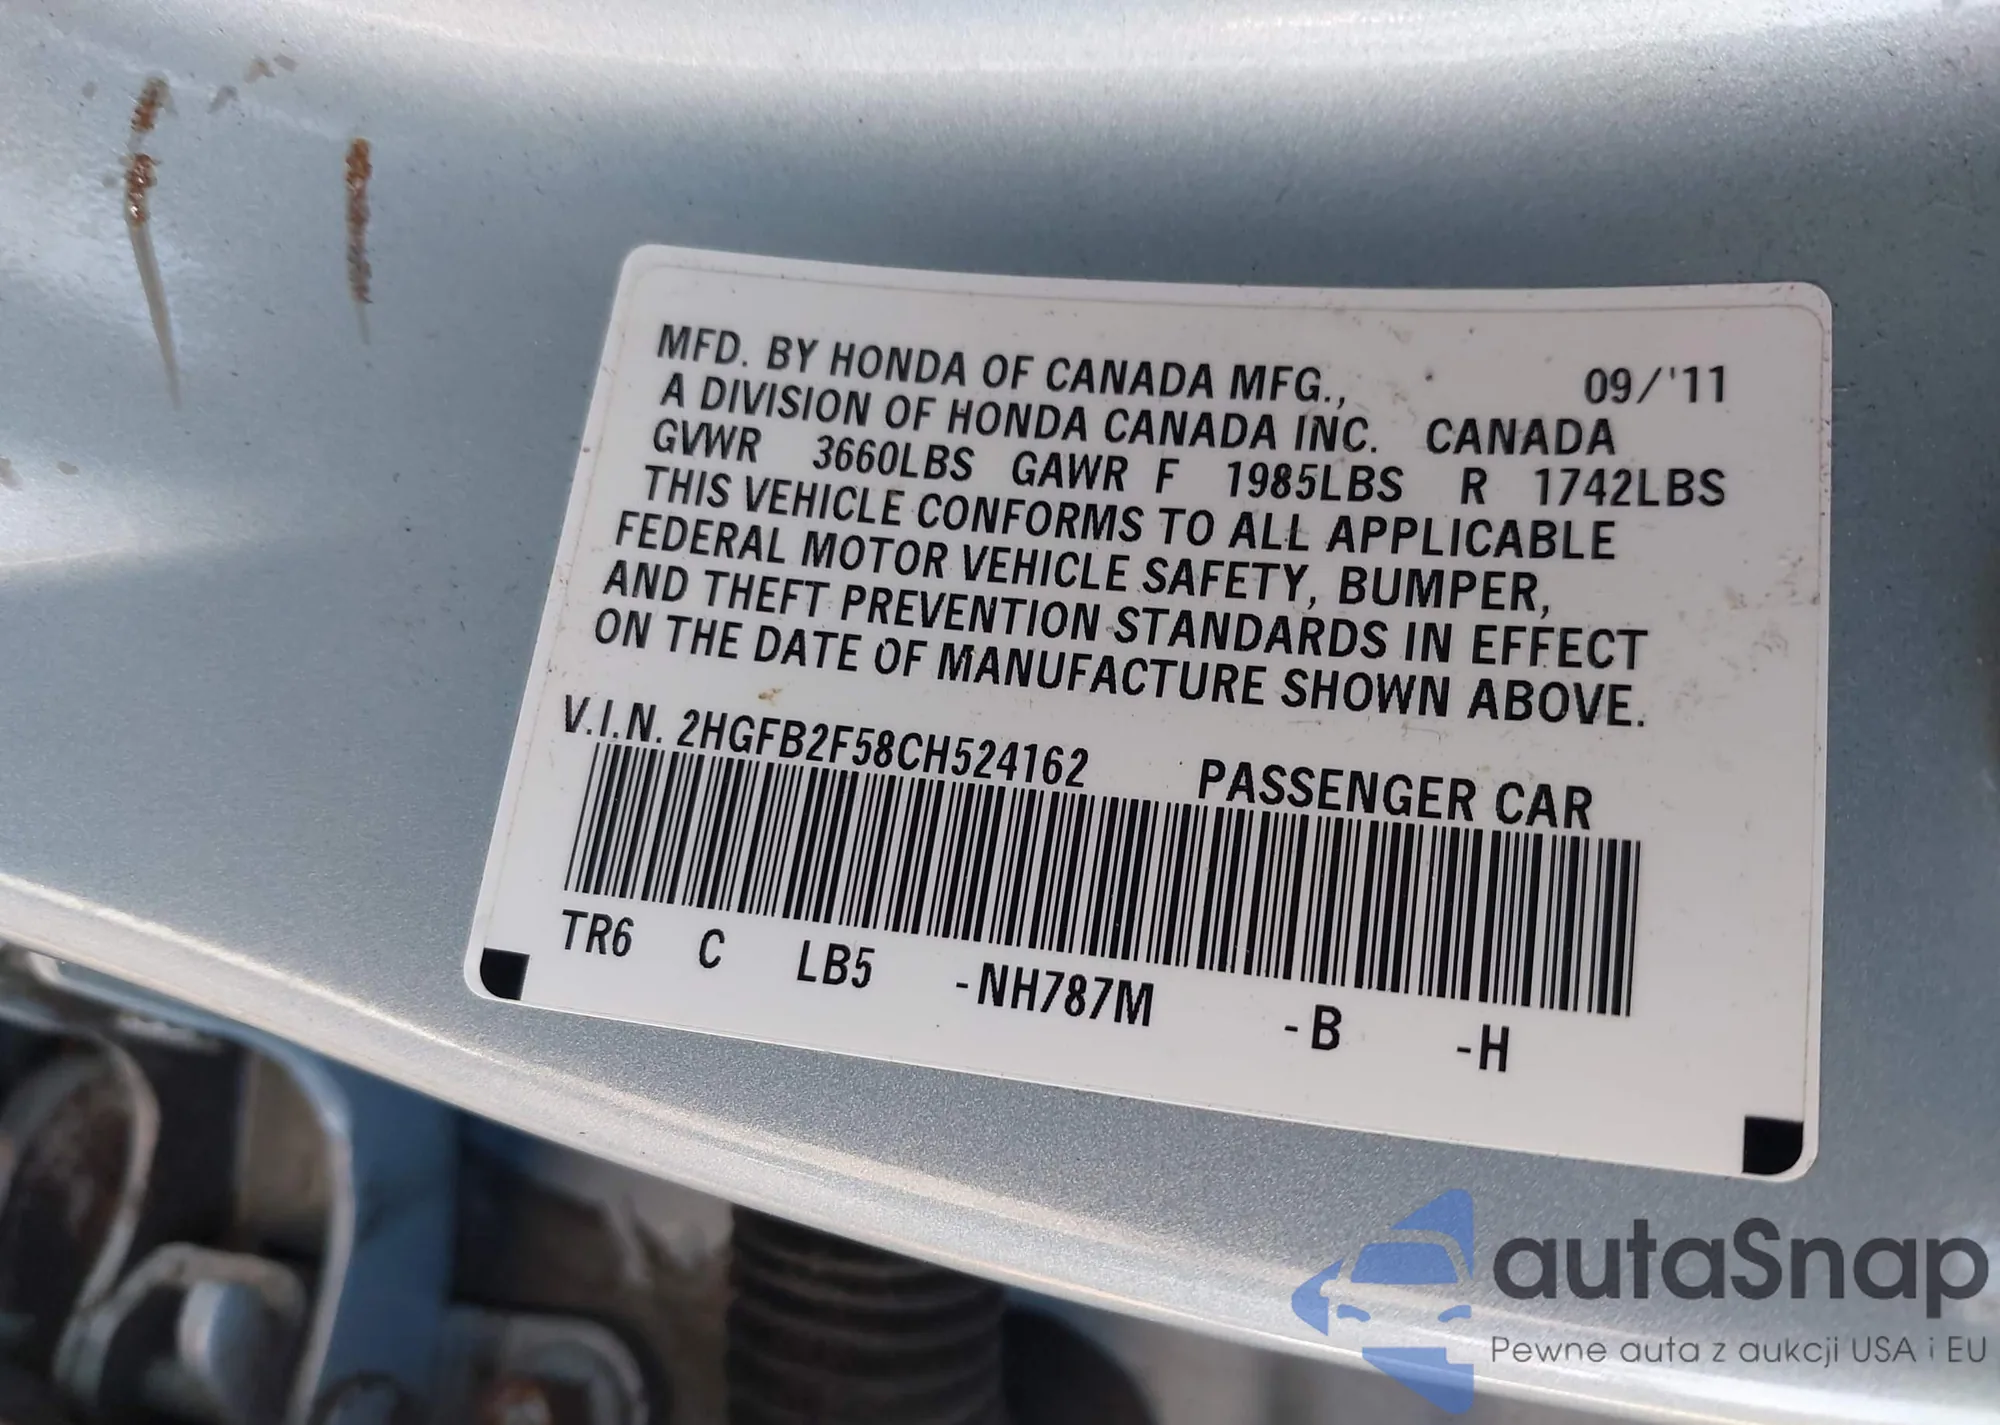 MFD. BY HONDA OF CANADA MFG., 09/'11
A DIVISION OF HONDA CANADA INC. CANADA
GVWR 3660LBS GAWR F 1985LBS R 1742LBS
THIS VEHICLE CONFORMS TO ALL APPLICABLE
FEDERAL MOTOR VEHICLE SAFETY, BUMPER,
AND THEFT PREVENTION STANDARDS IN EFFECT
ON THE DATE OF MANUFACTURE SHOWN ABOVE.
V.I.N. 2HGFB2F58CH524162 PASSENGER CAR
TR6 C LB5 -NH787M -B -H
autaSnap
Pewne auta z aukcji USA i EU